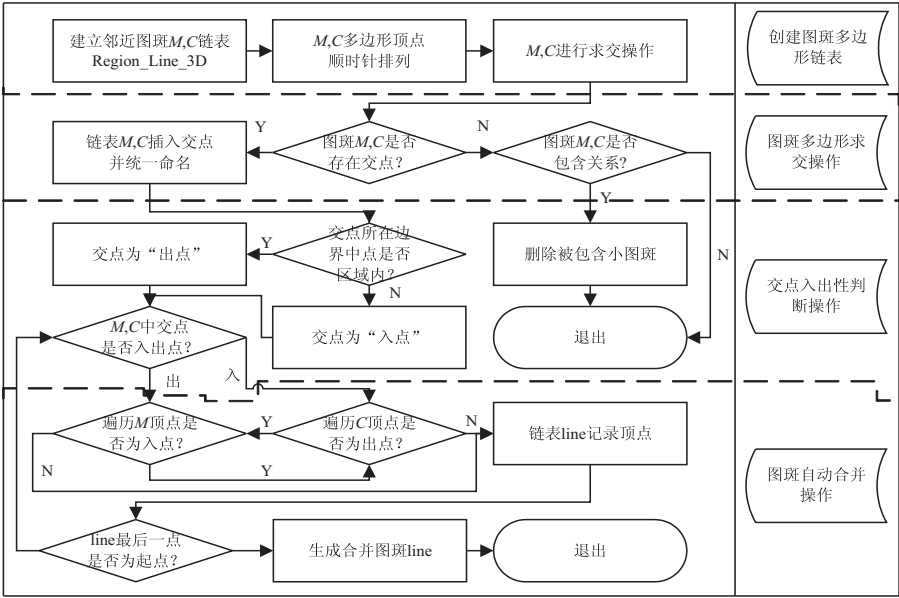 建立邻近图斑M,C链表
Region_Line_3D
M,C多边形顶点
顺时针排列
M,C进行求交操作
创建图斑多边
形链表
链表M,C插入交点
并统一命名
Y
图斑M,C是否
存在交点?
N
图斑M,C是否
包含关系?
图斑多边形求
交操作
Y
交点为“出点”
Y
交点所在边
界中点是否
区域内?
N
删除被包含小图斑
N
交点入出性判
断操作
M,C中交点
是否入出点?
交点为“入点”
退出
出
入
遍历M顶点是
否为入点?
Y
遍历C顶点是
否为出点?
N
链表line记录顶点
N
Y
图斑自动合并
操作
line最后一点
是否为起点?
生成合并图斑line
退出